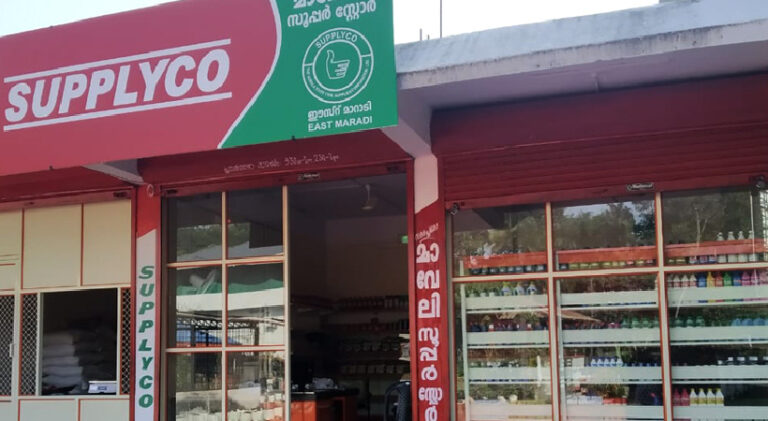 സൂപ്പർ സ്റ്റോർ
SUPPLYCO
SUPPLYCO
ഈസ്റ്റ് മാറാടി
EAST MARADI
SUPPLYCO
മാവേലി സൂപ്പർ സ്റ്റോർ